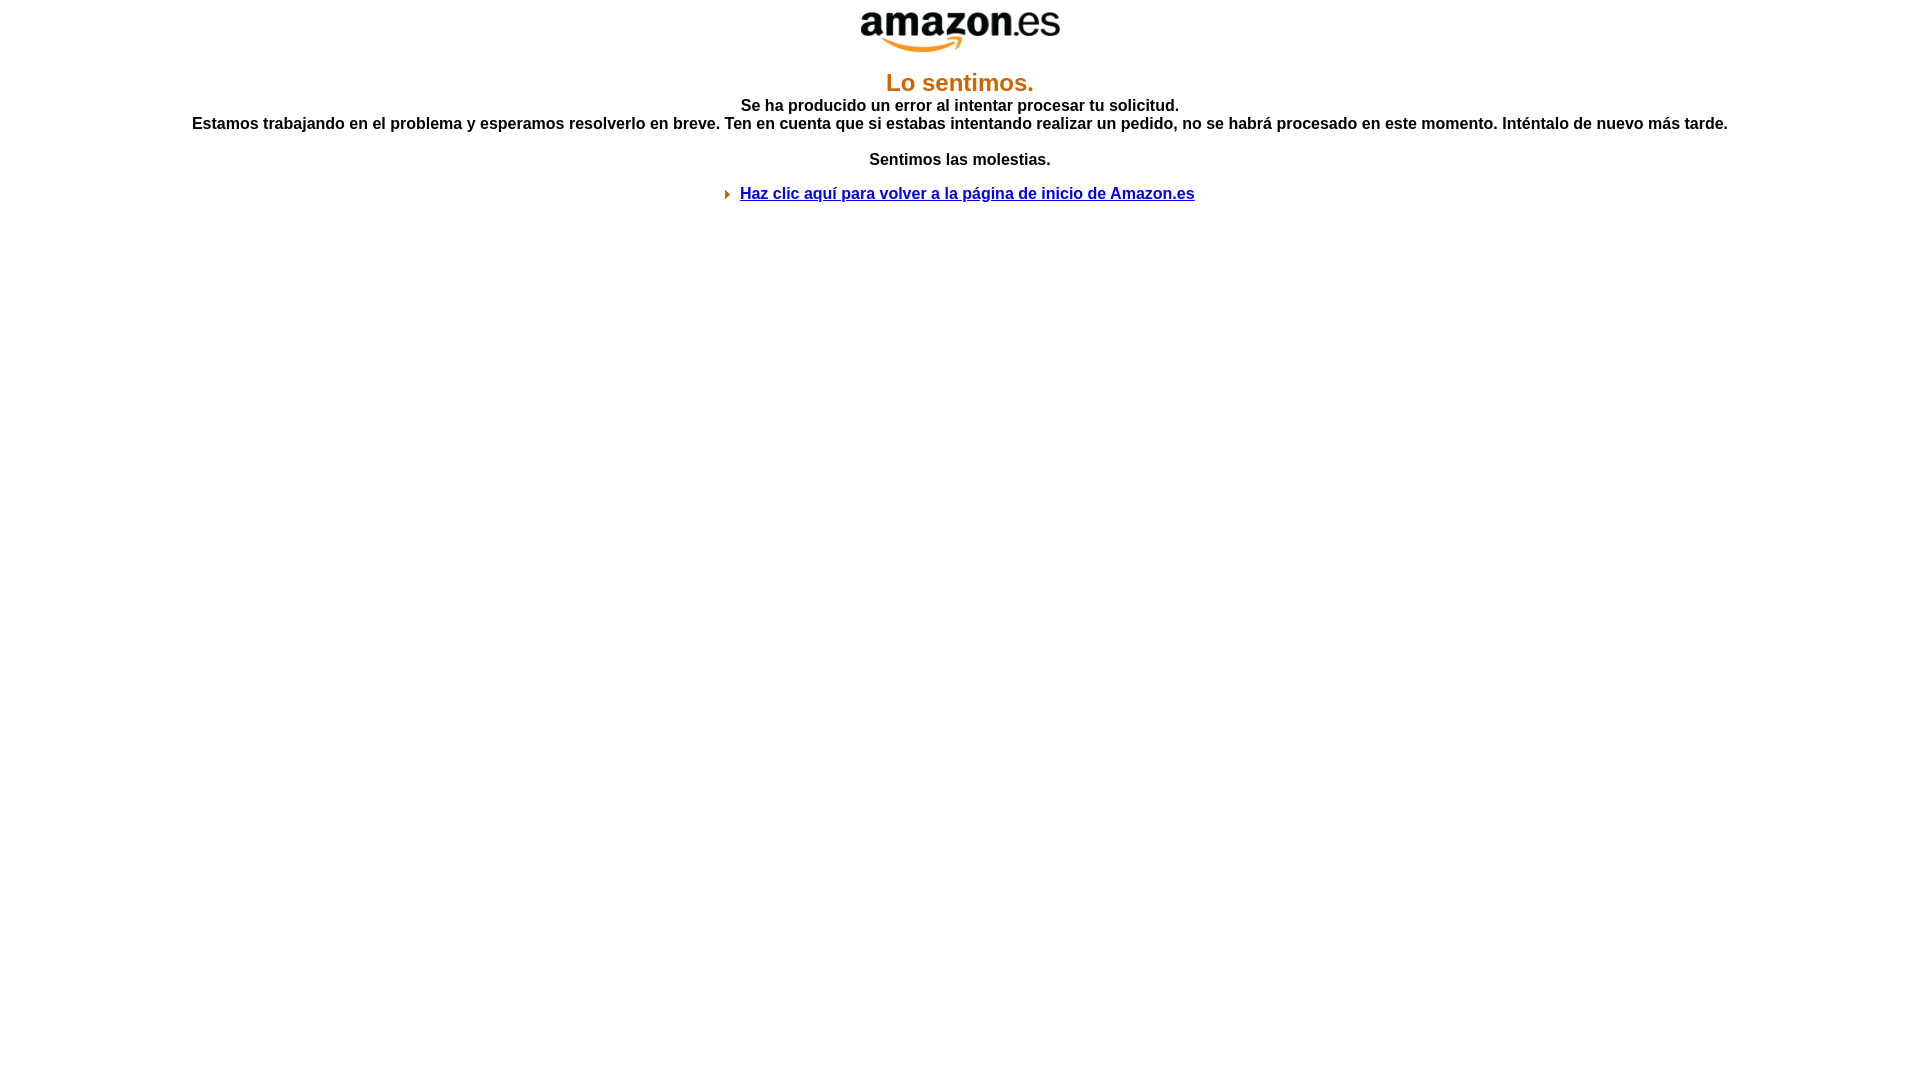 amazon.es
Lo sentimos.
Se ha producido un error al intentar procesar tu solicitud.
Estamos trabajando en el problema y esperamos resolverlo en breve. Ten en cuenta que si estabas intentando realizar un pedido, no se habrá procesado en este momento. Inténtalo de nuevo más tarde.
Sentimos las molestias.
Haz clic aquí para volver a la página de inicio de Amazon.es